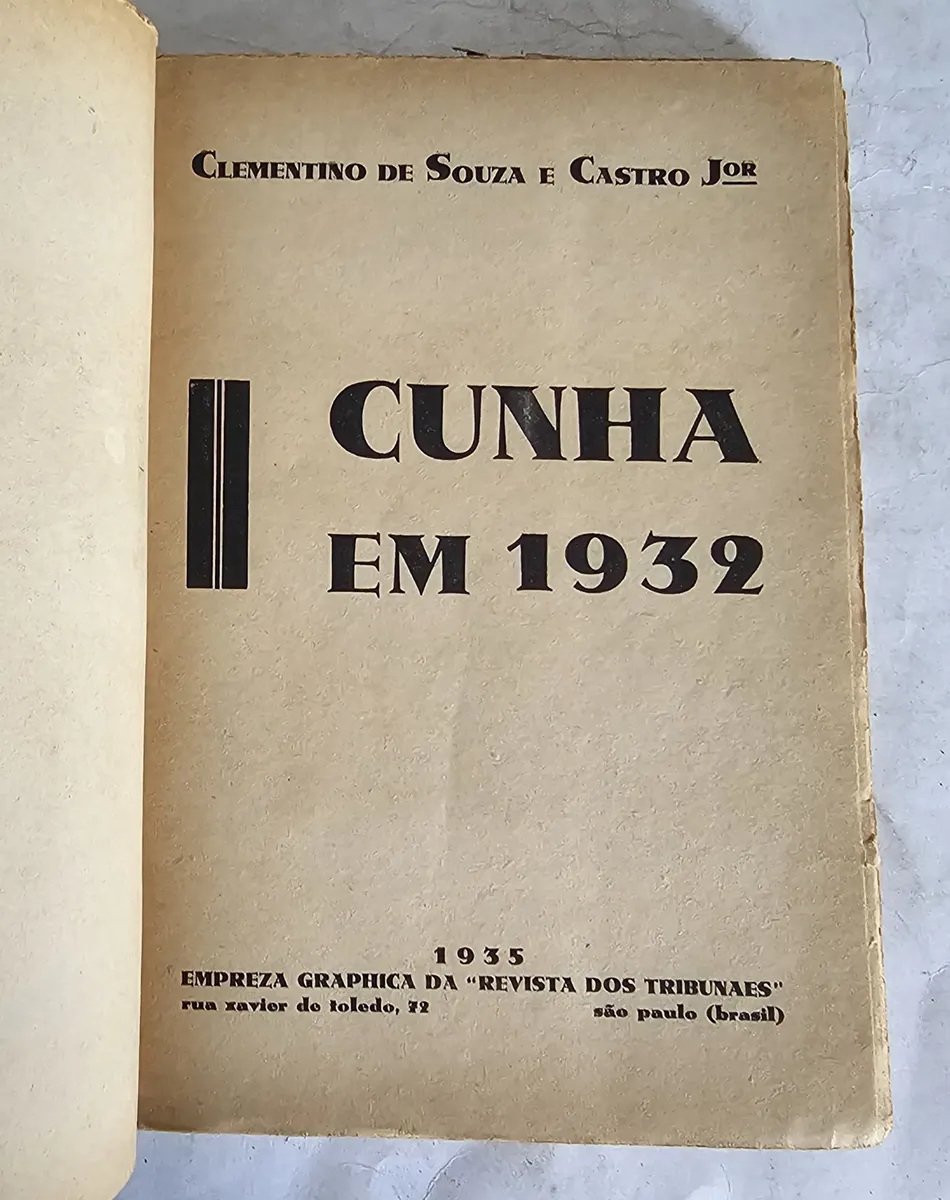 CLEMENTINO DE SOUZA E CASTRO JOR
CUNHA
EM 1932
1935
EMPREZA GRAPHICA DA "REVISTA DOS TRIBUNAES"
rua xavier de toledo, 72 são paulo (brasil)